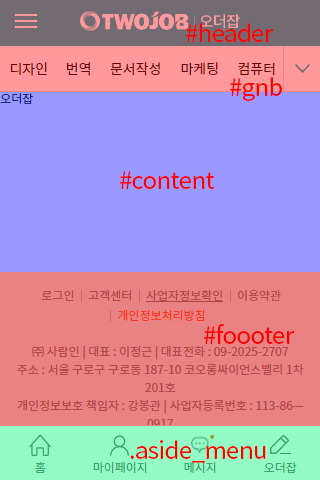 OTWOJOB 오더잡
#header
디자인 번역 문서작성 마케팅 컴퓨터
#gnb
오더잡
#content
로그인 고객센터 사업자정보확인 이용약관
개인정보처리방침
#foooter
㈜ 사람인 | 대표 : 이정근 | 대표전화 : 09-2025-2707
주소 : 서울 구로구 구로동 187-10 코오롱싸이언스밸리 1차
201호
개인정보보호 책임자 : 강봉관 | 사업자등록번호 : 113-86—
0917
.aside_menu
홈 마이페이지 메시지 오더잡